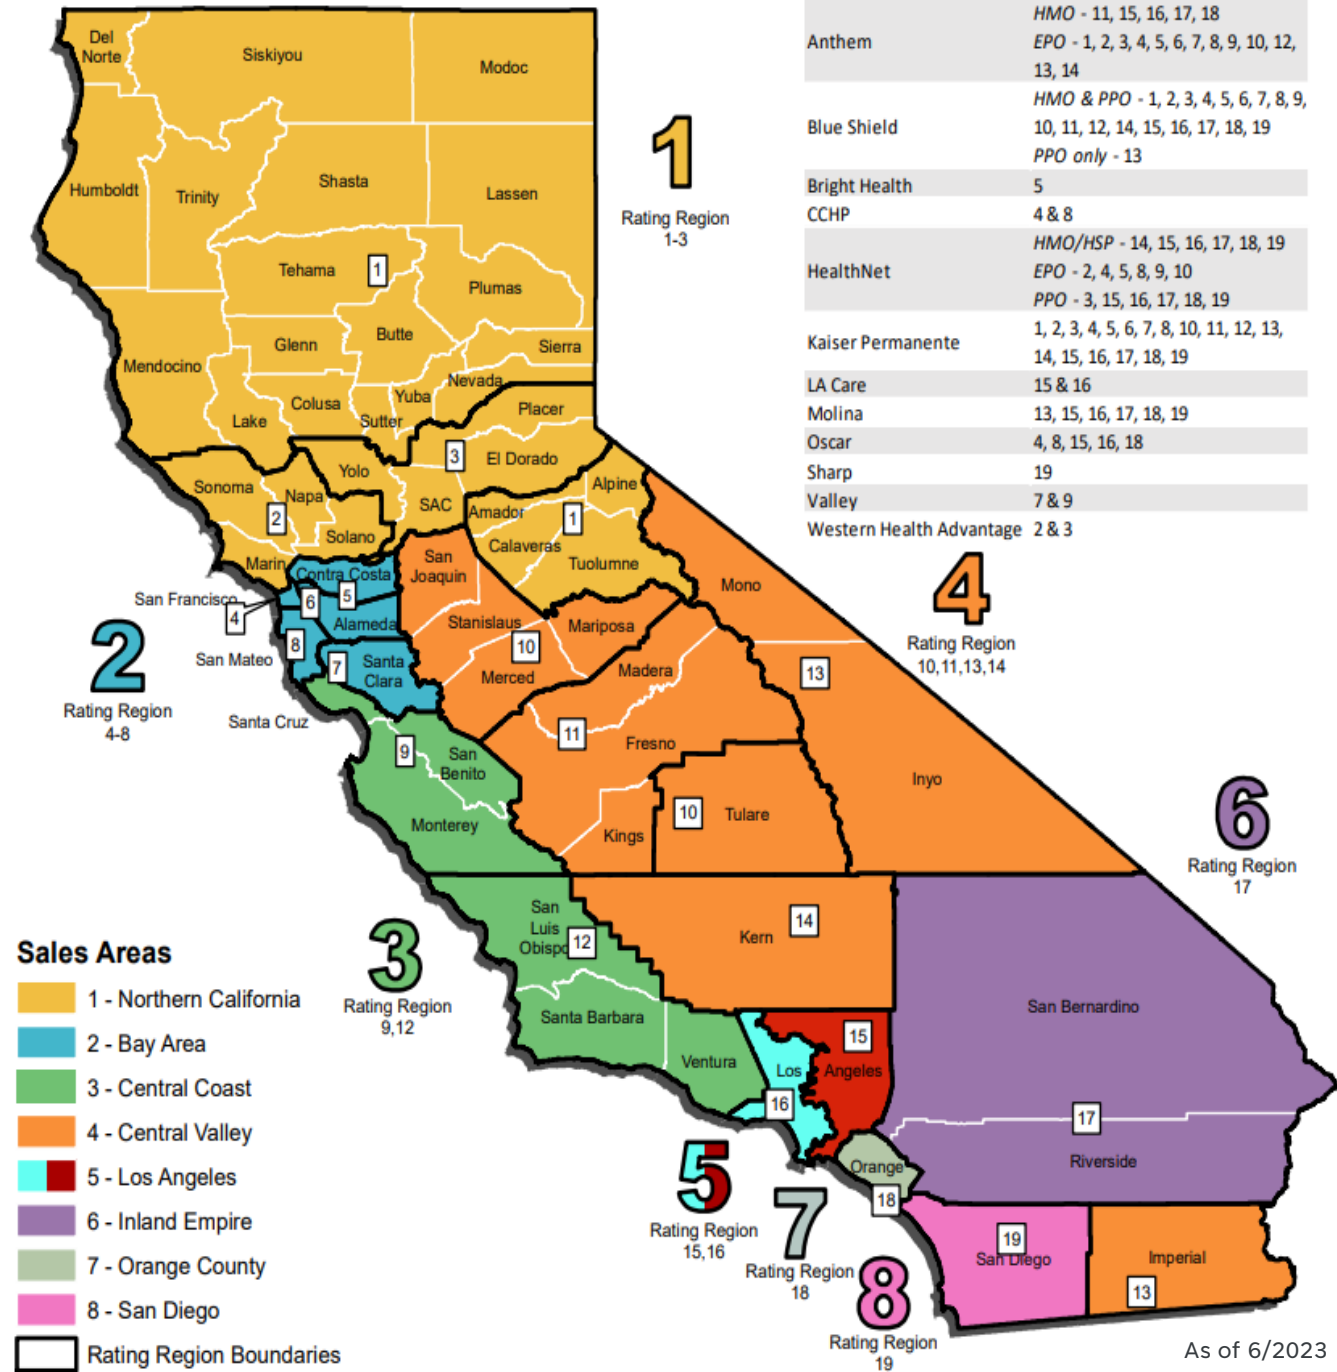 HMO - 11, 15, 16, 17, 18
Anthem
EPO - 1, 2, 3, 4, 5, 6, 7, 8, 9, 10, 12,
13, 14
HMO & PPO - 1, 2, 3, 4, 5, 6, 7, 8, 9,
Blue Shield
10, 11, 12, 14, 15, 16, 17, 18, 19
PPO only - 13
Bright Health 5
CCHP 4 & 8
HMO/HSP - 14, 15, 16, 17, 18, 19
HealthNet
EPO - 2, 4, 5, 8, 9, 10
PPO - 3, 15, 16, 17, 18, 19
Kaiser Permanente
1, 2, 3, 4, 5, 6, 7, 8, 10, 11, 12, 13,
14, 15, 16, 17, 18, 19
LA Care 15 & 16
Molina 13, 15, 16, 17, 18, 19
Oscar 4, 8, 15, 16, 18
Sharp 19
Valley 7 & 9
Western Health Advantage 2 & 3
Del
Norte
Siskiyou
Modoc
Humboldt
Trinity
Shasta
Lassen
1
Rating Region
1-3
Tehama
1
Plumas
Mendocino
Glenn
Butte
Sierra
Lake
Colusa
Sutter
Yuba
Nevada
Placer
3
El Dorado
Yolo
Sonoma
Napa
2
SAC
Solano
Marin
Alpine
Amador
1
Calaveras
Tuolumne
San Francisco
4
Contra Costa
5
6
Alameda
San Mateo
8
7
Santa
Clara
2
Rating Region
4-8
Santa Cruz
San
Joaquin
Stanislaus
10
Merced
Mariposa
Madera
Mono
13
4
Rating Region
10,11,13,14
11
Fresno
Inyo
9
San
Benito
Monterey
Kings
10
Tulare
6
Rating Region
17
3
Rating Region
9,12
San
Luis
Obispo
12
Kern
14
Santa Barbara
Ventura
Los
Angeles
15
16
San Bernardino
17
Riverside
5
Rating Region
15,16
Orange
18
7
Rating Region
18
8
Rating Region
19
19
San Diego
Imperial
13
Sales Areas
1 - Northern California
2 - Bay Area
3 - Central Coast
4 - Central Valley
5 - Los Angeles
6 - Inland Empire
7 - Orange County
8 - San Diego
Rating Region Boundaries
As of 6/2023